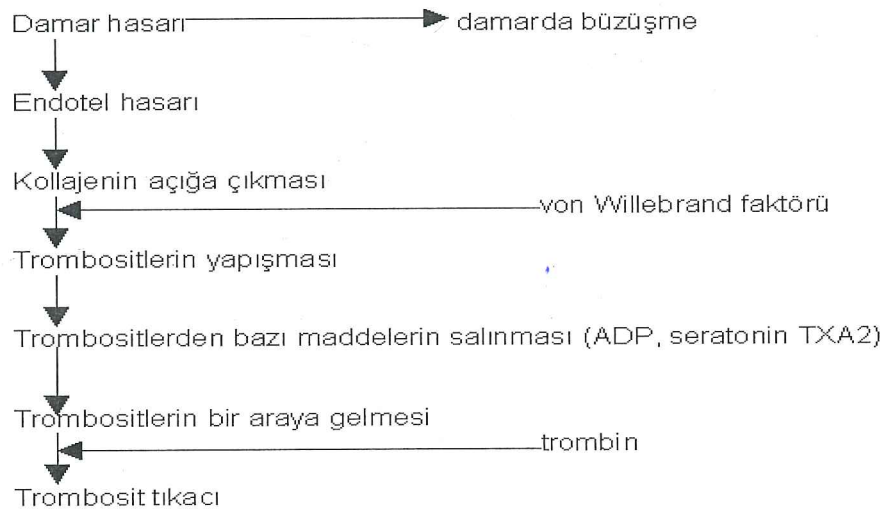 Damar hasarı damarda büzüşme
Endotel hasarı
Kollajenin açığa çıkması
von Willebrand faktörü
Trombositlerin yapışması
Trombositlerden bazı maddelerin salınması (ADP, seratonin TXA2)
Trombositlerin bir araya gelmesi
trombin
Trombosit tıkacı